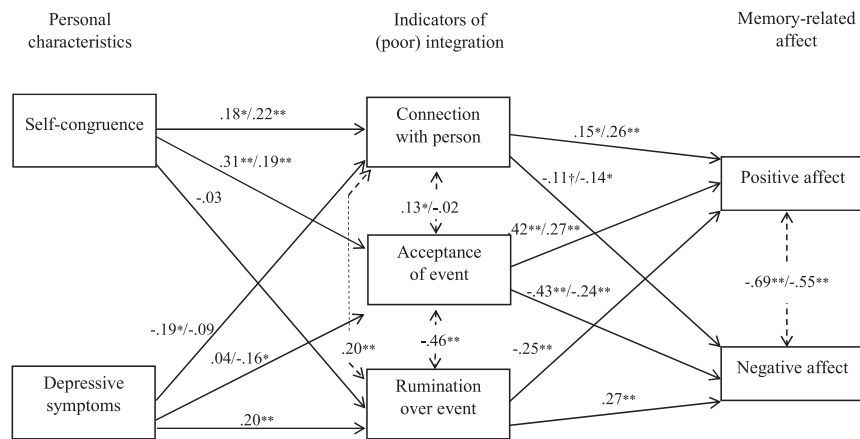 Personal
characteristics
Indicators of
(poor) integration
Memory-related
affect
Self-congruence
Connection
with person
.18*/.22**
.15*/.26**
.31**/.19**
-.11†/-.14*
Positive affect
-.03
.13*/-.02
.42**/.27**
Acceptance
of event
-.69**/-.55**
-.43**/-.24**
-.19*/-.09
.04/-.16*
.20**
-.46**
-.25**
Depressive
symptoms
Rumination
over event
Negative affect
.20**
.27**